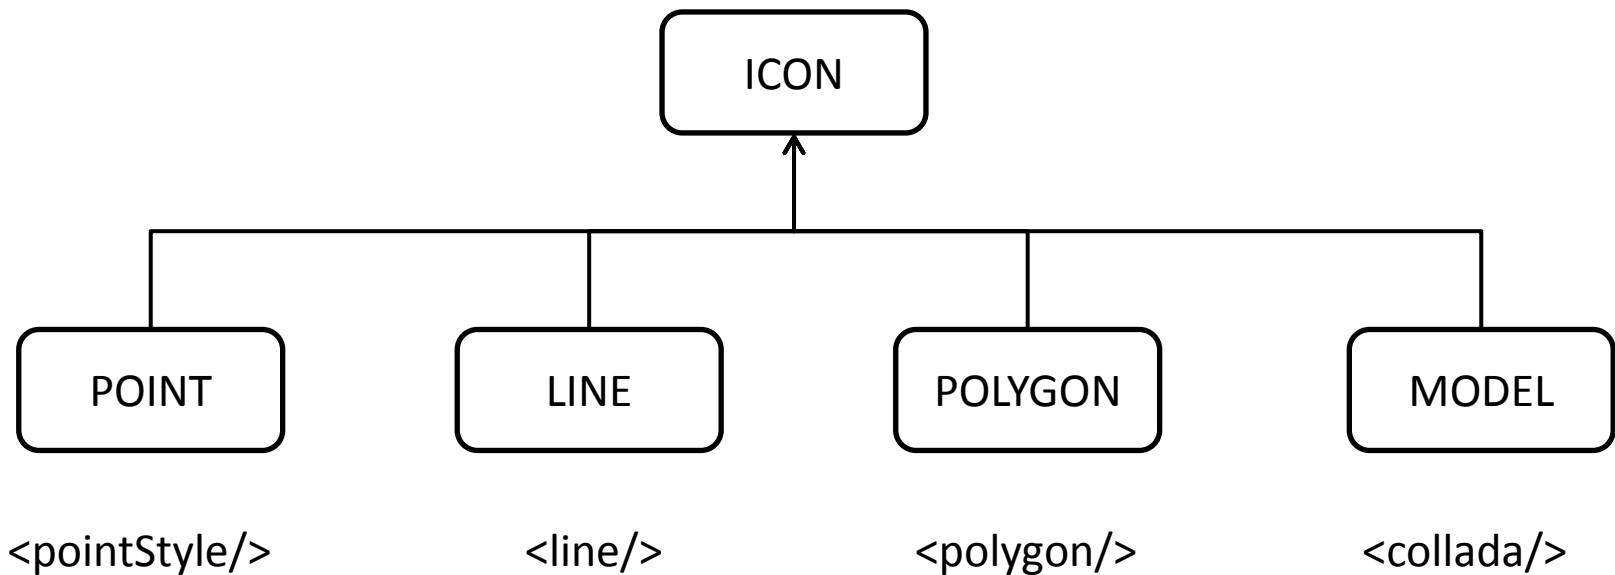 ICON
POINT LINE POLYGON MODEL
<pointStyle/> <line/> <polygon/> <collada/>